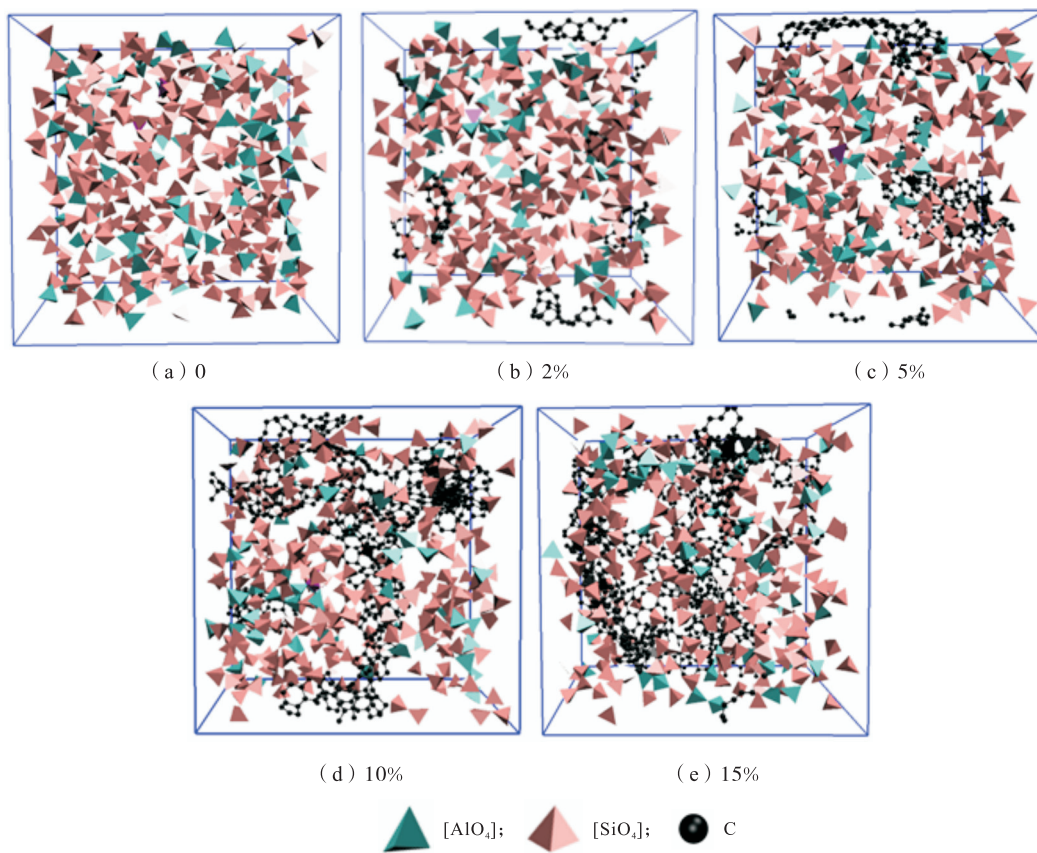 （a）0
（b）2%
（c）5%
（d）10%
（e）15%
[AlO₄]； [SiO₄]； C